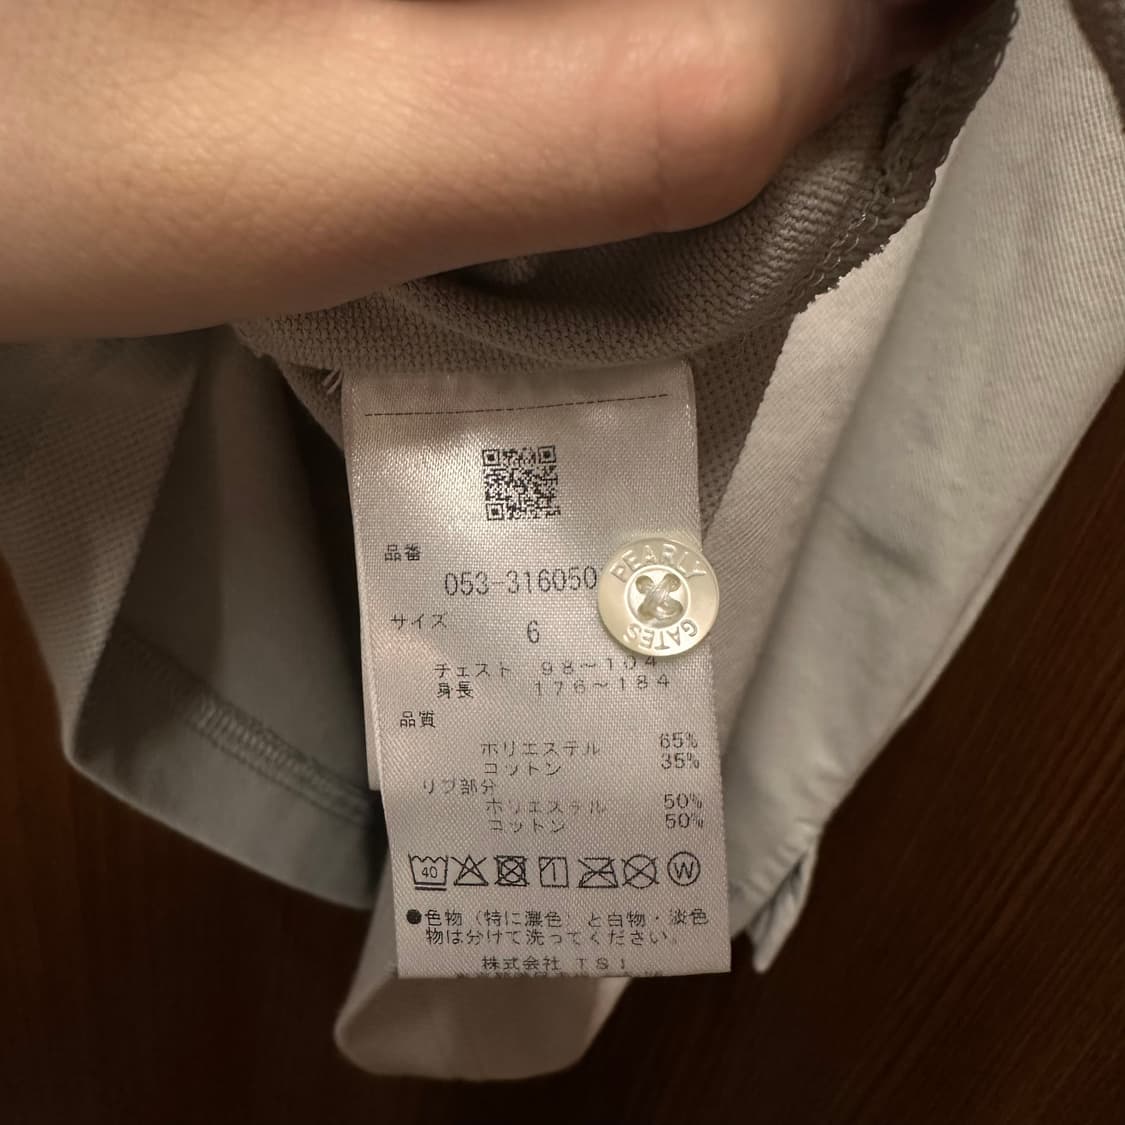 品番
053-316050
PEARLY GATES
サイズ 6
チェスト 98~104
身長 176~184
品質
ポリエステル 65%
コットン 35%
リブ部分
ポリエステル 50%
コットン 50%
40
W
●色物(特に濃色)と白物・淡色
物は分けて洗ってください。
株式会社 TSI